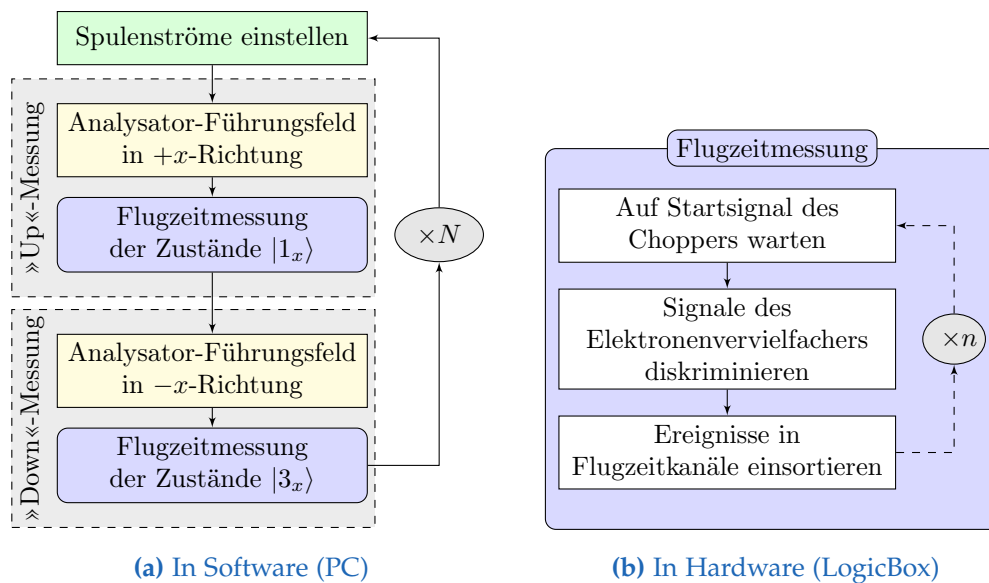 Spulenströme einstellen
»Up«-Messung
Analysator-Führungsfeld
in +x-Richtung
Flugzeitmessung
der Zustände |1ₓ⟩
×N
»Down«-Messung
Analysator-Führungsfeld
in −x-Richtung
Flugzeitmessung
der Zustände |3ₓ⟩
(a) In Software (PC)
Flugzeitmessung
Auf Startsignal des
Choppers warten
Signale des
Elektronenvervielfachers
diskriminieren
×n
Ereignisse in
Flugzeitkanäle einsortieren
(b) In Hardware (LogicBox)